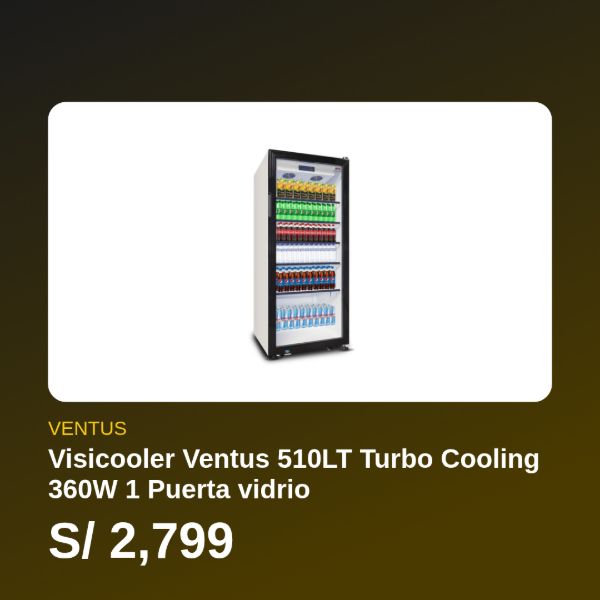 VENTUS
Visicooler Ventus 510LT Turbo Cooling
360W 1 Puerta vidrio
S/ 2,799